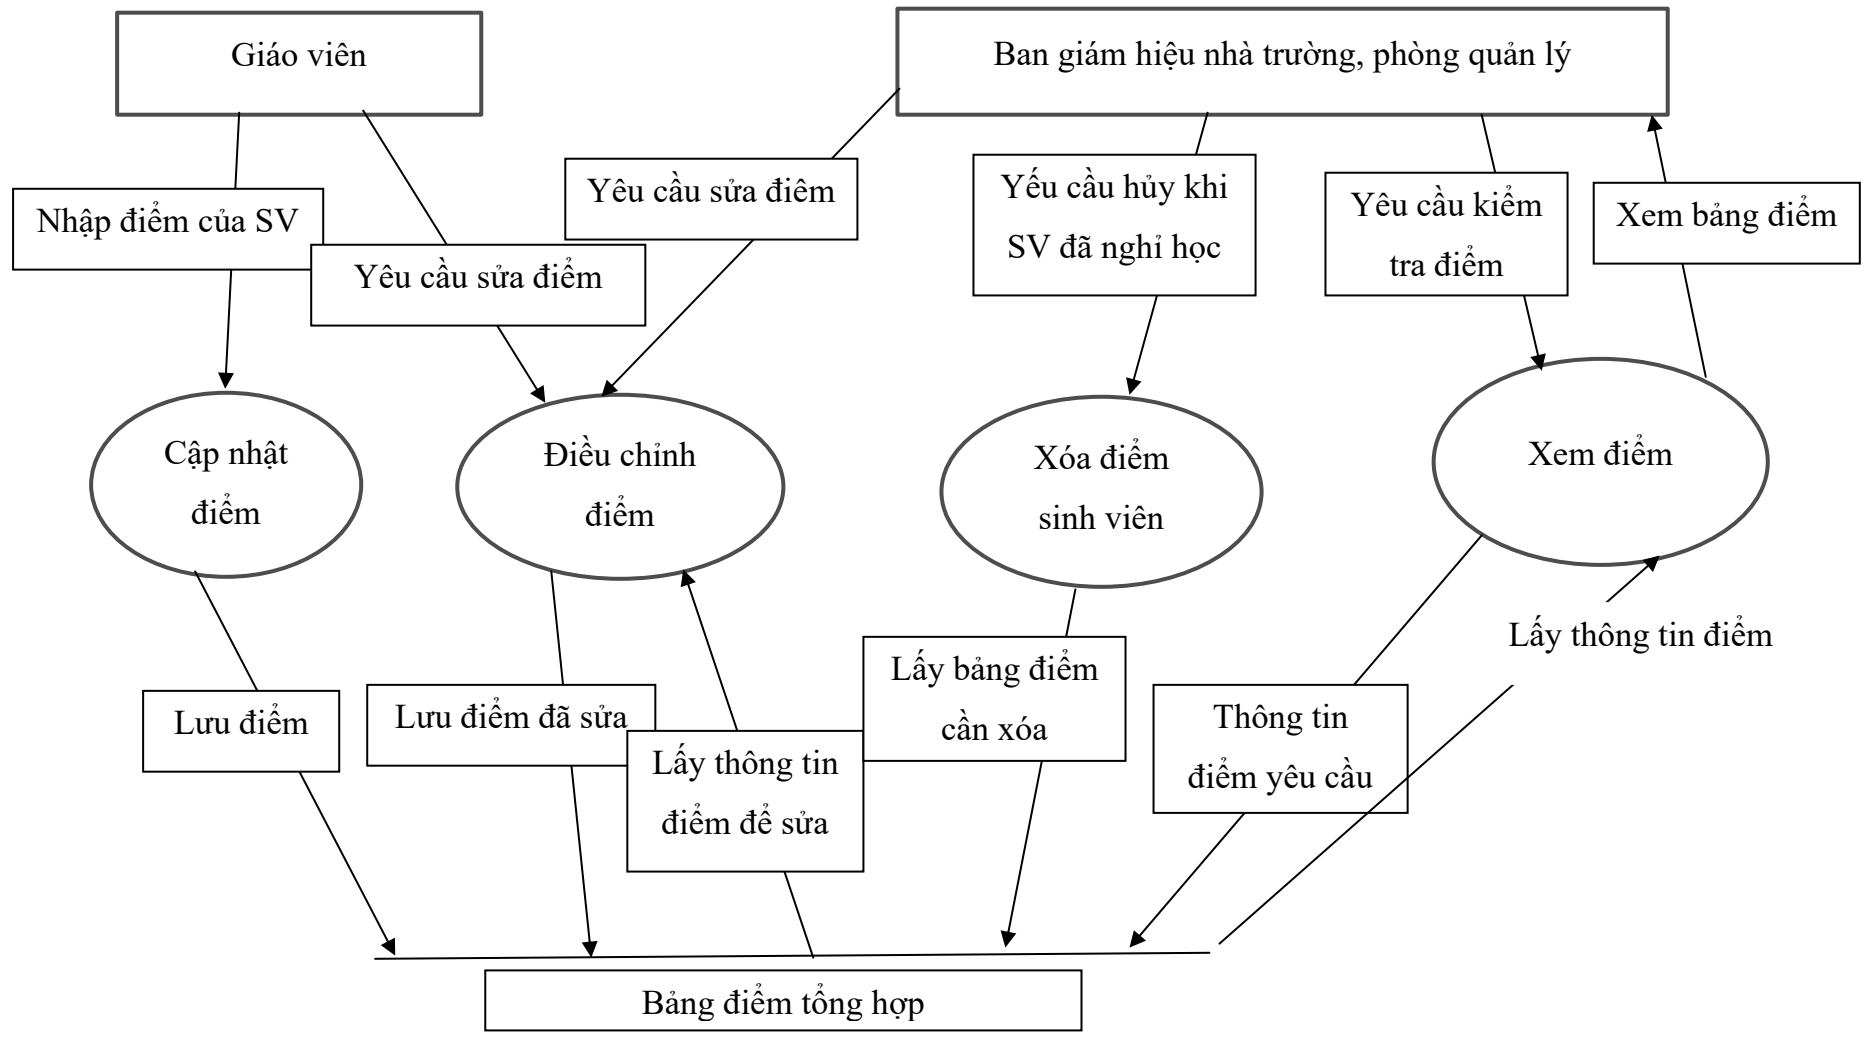 Giáo viên
Ban giám hiệu nhà trường, phòng quản lý
Yêu cầu sửa điêm
Yếu cầu hủy khi
SV đã nghỉ học
Yêu cầu kiểm
tra điểm
Xem bảng điểm
Nhập điểm của SV
Yêu cầu sửa điểm
Cập nhật
điểm
Điều chỉnh
điểm
Xóa điểm
sinh viên
Xem điểm
Lấy thông tin điểm
Lưu điểm
Lưu điểm đã sửa
Lấy thông tin
điểm để sửa
Lấy bảng điểm
cần xóa
Thông tin
điểm yêu cầu
Bảng điểm tổng hợp